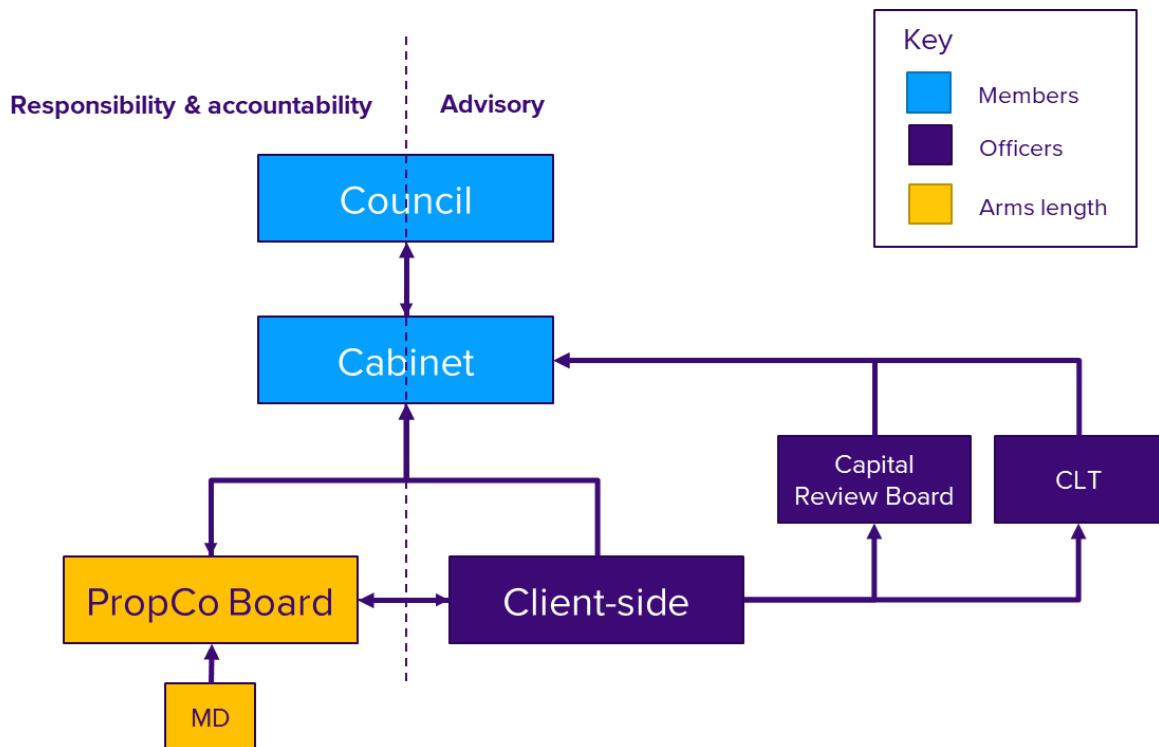 Key
Members
Officers
Arms length
Responsibility & accountability
Advisory
Council
Cabinet
Capital
Review Board
CLT
PropCo Board
Client-side
MD